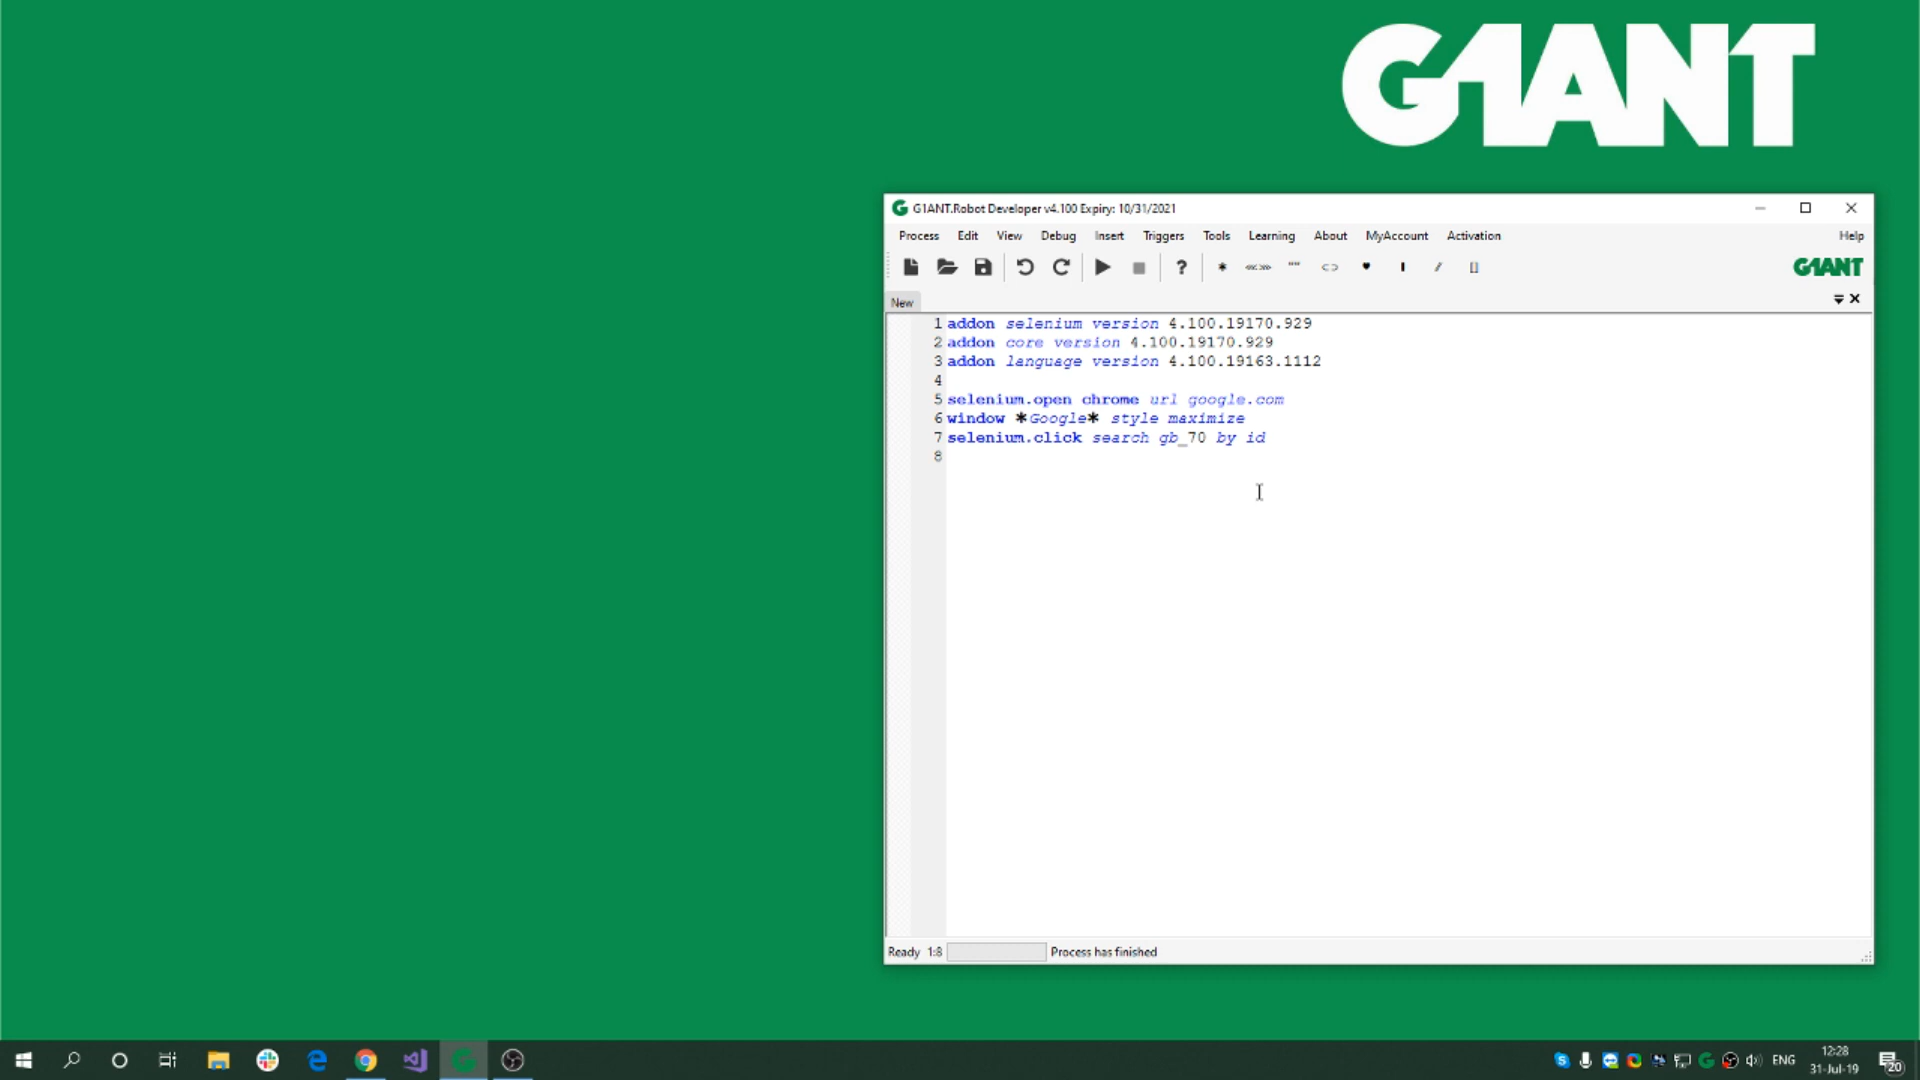 G1ANT
G1ANT.Robot Developer v4.100 Expiry: 10/31/2021
Process Edit View Debug Insert Triggers Tools Learning About MyAccount Activation Help
G1ANT
New
1 addon selenium version 4.100.19170.929
2 addon core version 4.100.19170.929
3 addon language version 4.100.19163.1112
4
5 selenium.open chrome url google.com
6 window *Google* style maximize
7 selenium.click search gb_70 by id
8
Ready 1:8 Process has finished
ENG
12:28
31-Jul-19
20